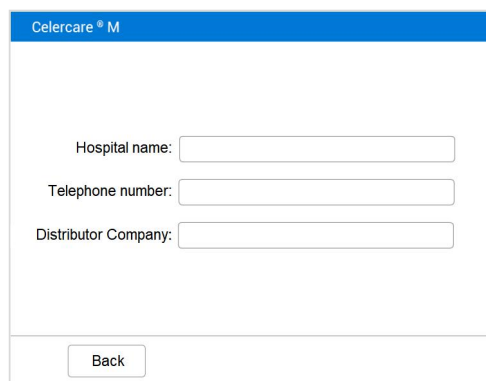 Celercare ® M
Hospital name:
Telephone number:
Distributor Company:
Back